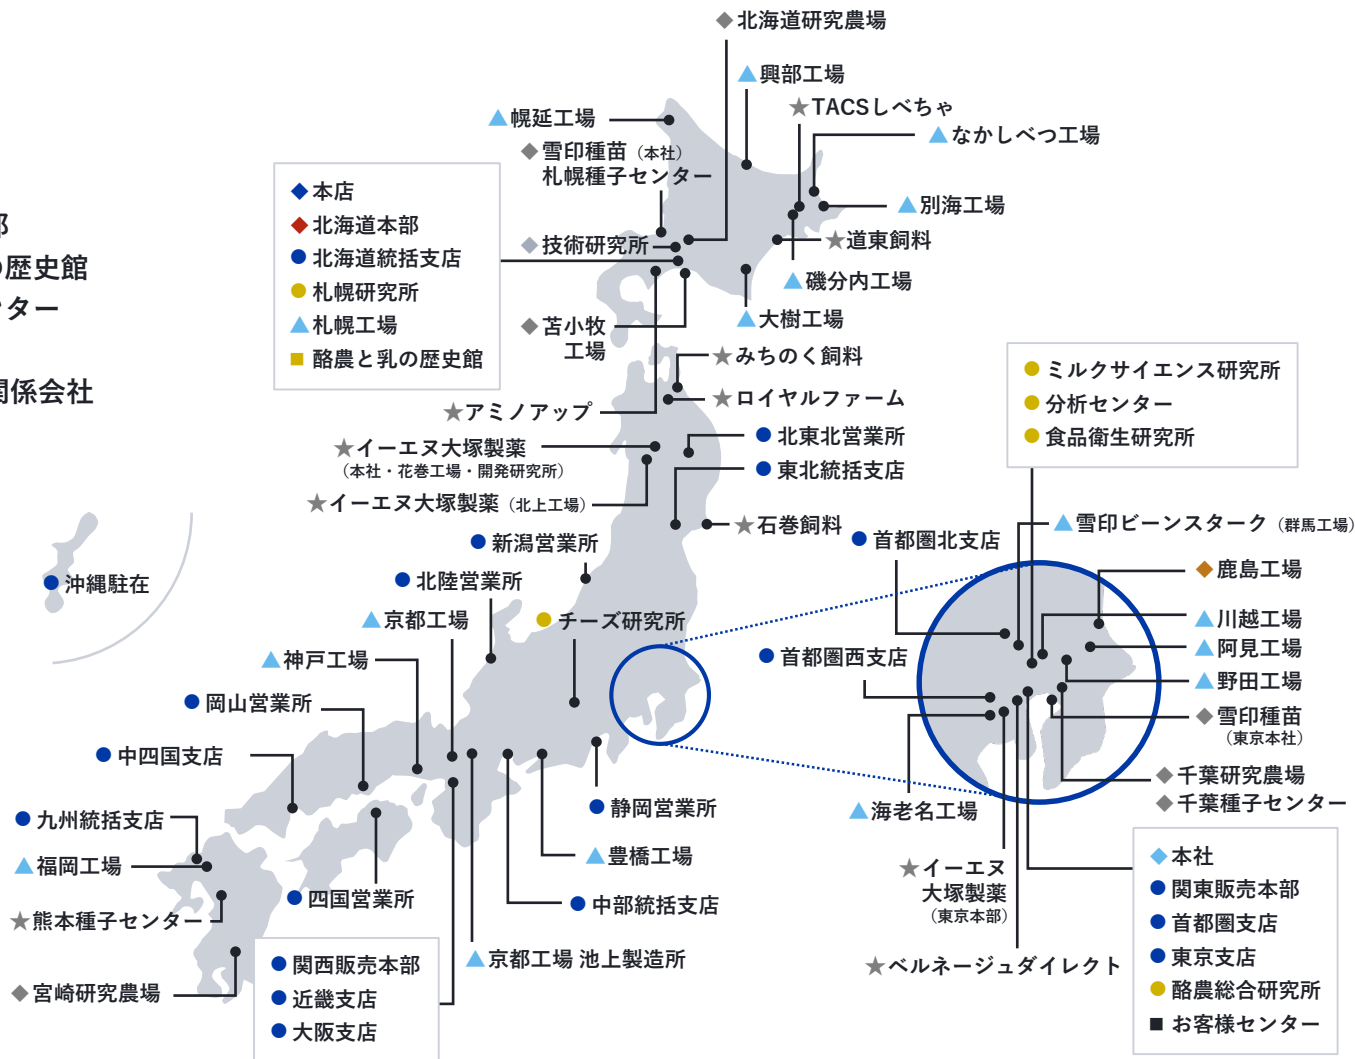 北海道研究農場
興部工場
TACSしべちゃ
幌延工場
なかしべつ工場
雪印種苗（本社）
札幌種子センター
本店
北海道本部
北海道統括支店
札幌研究所
札幌工場
酪農と乳の歴史館
部
の歴史館
ンター
関係会社
別海工場
技術研究所
道東飼料
磯分内工場
大樹工場
苫小牧
工場
みちのく飼料
ロイヤルファーム
アミノアップ
北東北営業所
イーエヌ大塚製薬
（本社・花巻工場・開発研究所）
東北統括支店
イーエヌ大塚製薬（北上工場）
石巻飼料
ミルクサイエンス研究所
分析センター
食品衛生研究所
雪印ビーンスターク（群馬工場）
首都圏北支店
新潟営業所
北陸営業所
沖縄駐在
京都工場
チーズ研究所
鹿島工場
川越工場
阿見工場
首都圏西支店
神戸工場
野田工場
岡山営業所
雪印種苗
（東京本社）
中四国支店
千葉研究農場
千葉種子センター
静岡営業所
海老名工場
九州統括支店
福岡工場
豊橋工場
イーエヌ
大塚製薬
（東京本部）
四国営業所
中部統括支店
熊本種子センター
京都工場 池上製造所
ベルネージュダイレクト
宮崎研究農場
関西販売本部
近畿支店
大阪支店
本社
関東販売本部
首都圏支店
東京支店
酪農総合研究所
お客様センター